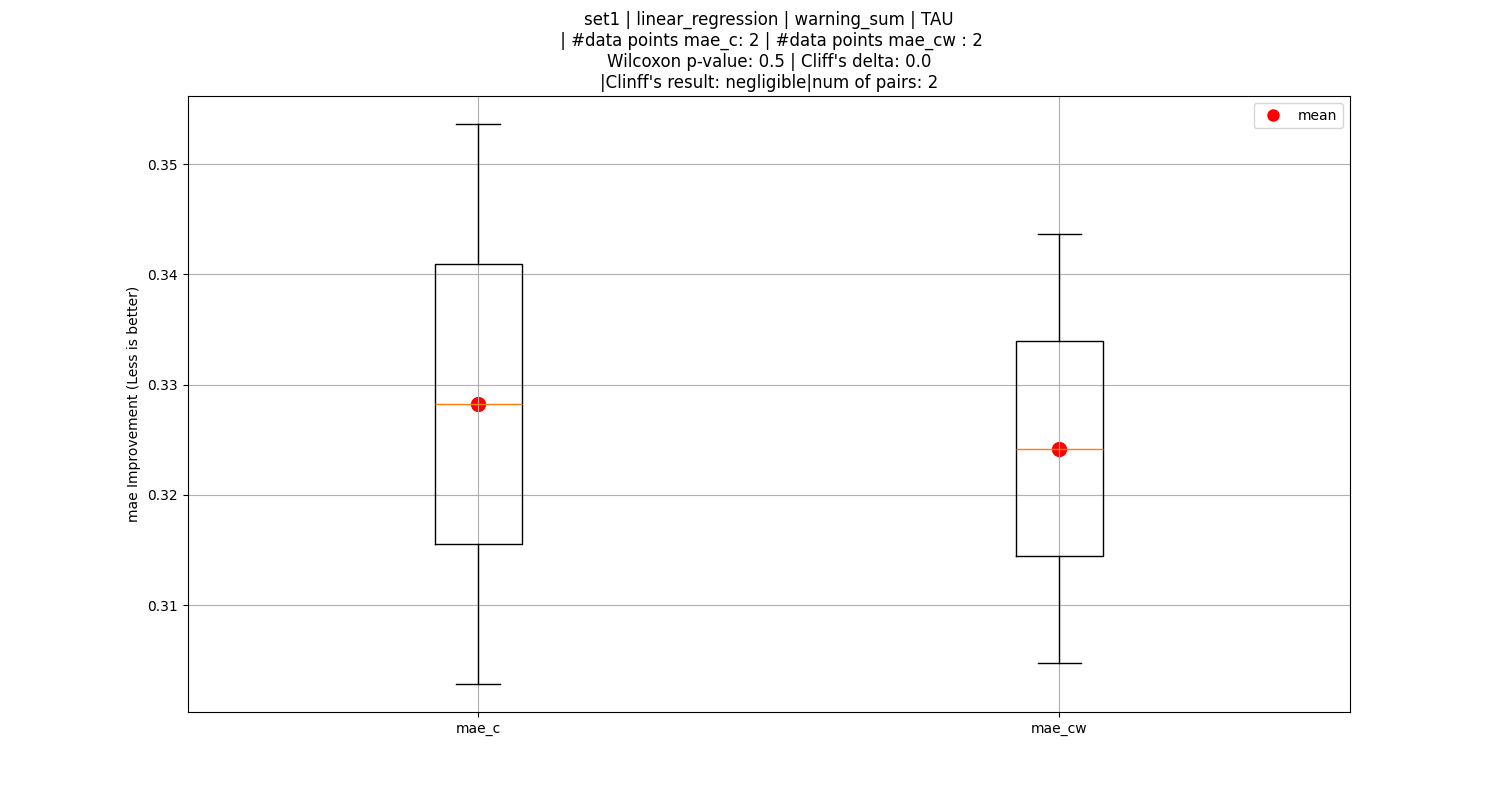 set1 | linear_regression | warning_sum | TAU
| #data points mae_c: 2 | #data points mae_cw : 2
Wilcoxon p-value: 0.5 | Cliff's delta: 0.0
|Clinff's result: negligible|num of pairs: 2
mean
mae Improvement (Less is better)
0.35
0.34
0.33
0.32
0.31
mae_c
mae_cw